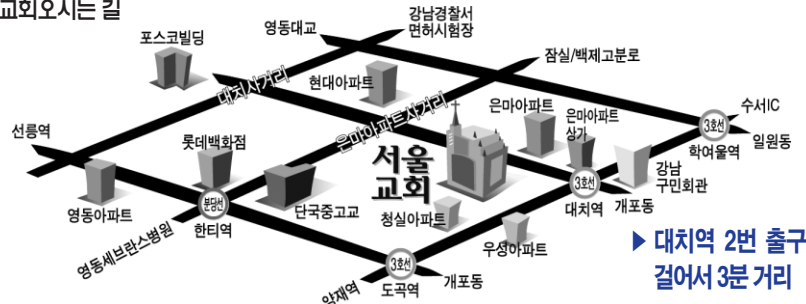 교회오시는 길
영동대교
강남경찰서
면허시험장
포스코빌딩
잠실/백제고분로
대치사거리
현대아파트
은마아파트사거리
은마아파트
은마아파트
상가
수서IC
3호선
일원동
학여울역
선릉역
롯데백화점
서울
교회
강남
구민회관
3호선
대치역
개포동
영동아파트
분당선
한티역
단국중고교
청실아파트
우성아파트
영동세브란스병원
3호선
도곡역
개포동
양재역
▶ 대치역 2번 출구
걸어서 3분 거리